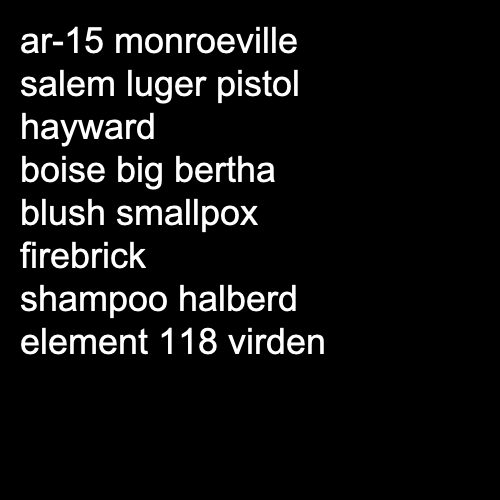 ar-15 monroeville
salem luger pistol
hayward
boise big bertha
blush smallpox
firebrick
shampoo halberd
element 118 virden